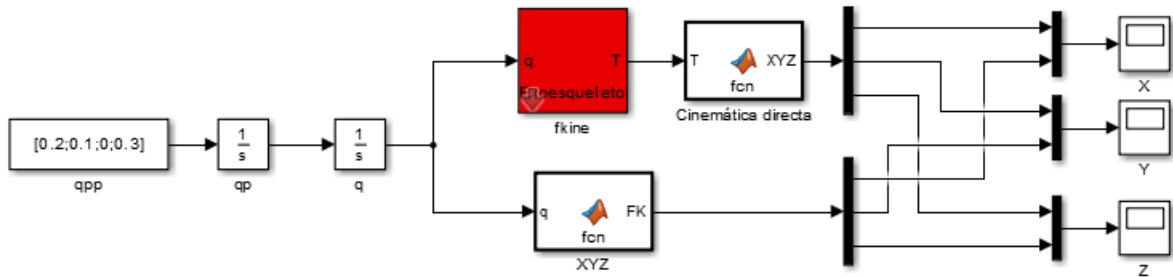 [0.2;0.1;0;0.3]
qpp
1
s
qp
1
s
q
q
T
fkine
T
fcn
XYZ
Cinemática directa
q
fcn
FK
XYZ
X
Y
Z